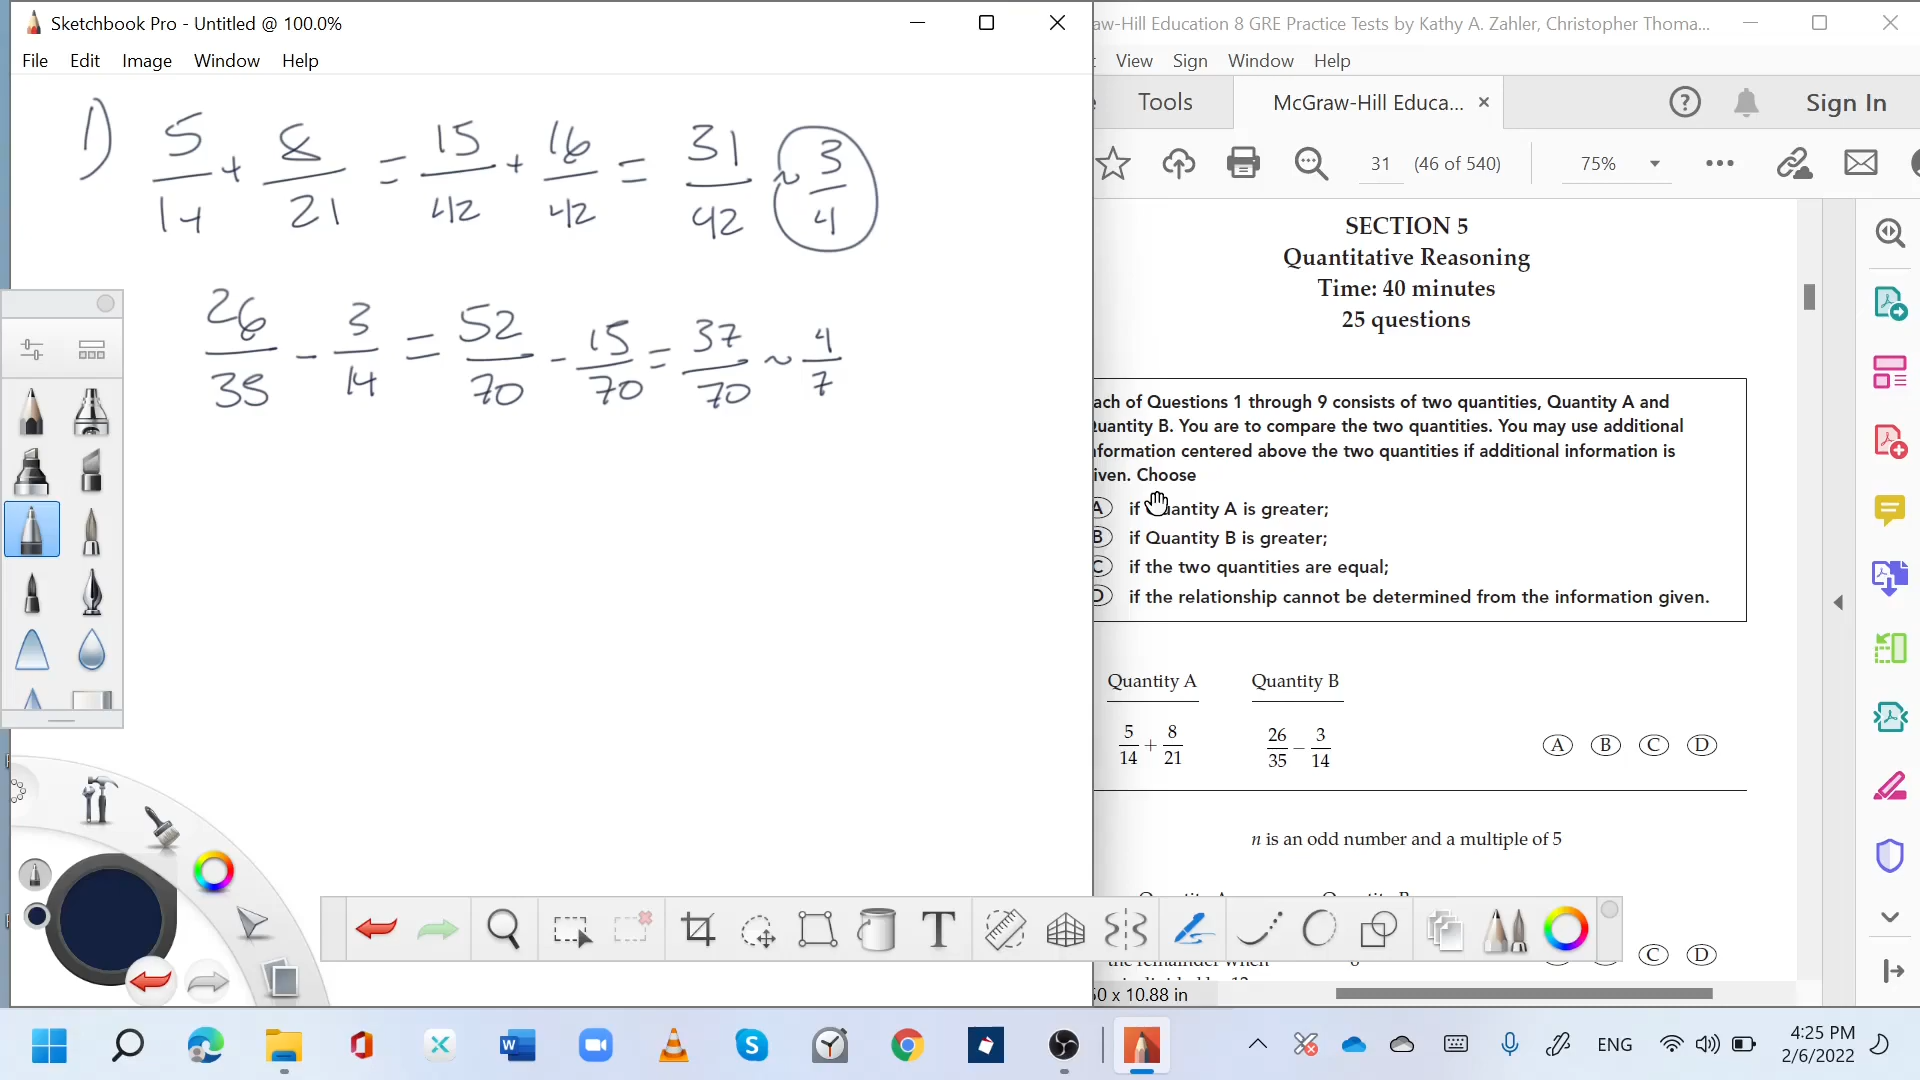 Sketchbook Pro - Untitled @ 100.0%
aw-Hill Education 8 GRE Practice Tests by Kathy A. Zahler, Christopher Thoma...
File Edit Image Window Help
View Sign Window Help
Tools
McGraw-Hill Educa... ×
Sign In
31 (46 of 540)
75%
1) 5/14 + 8/21 = 15/42 + 16/42 = 31/42 ~ 3/4
26/35 - 3/14 = 52/70 - 15/70 = 37/70 ~ 4/7
SECTION 5
Quantitative Reasoning
Time: 40 minutes
25 questions
ach of Questions 1 through 9 consists of two quantities, Quantity A and
uantity B. You are to compare the two quantities. You may use additional
formation centered above the two quantities if additional information is
iven. Choose
A if Quantity A is greater;
B if Quantity B is greater;
C if the two quantities are equal;
D if the relationship cannot be determined from the information given.
Quantity A Quantity B
5/14 + 8/21 26/35 – 3/14 A B C D
n is an odd number and a multiple of 5
C D
50 x 10.88 in
T
W
S
ENG
4:25 PM
2/6/2022